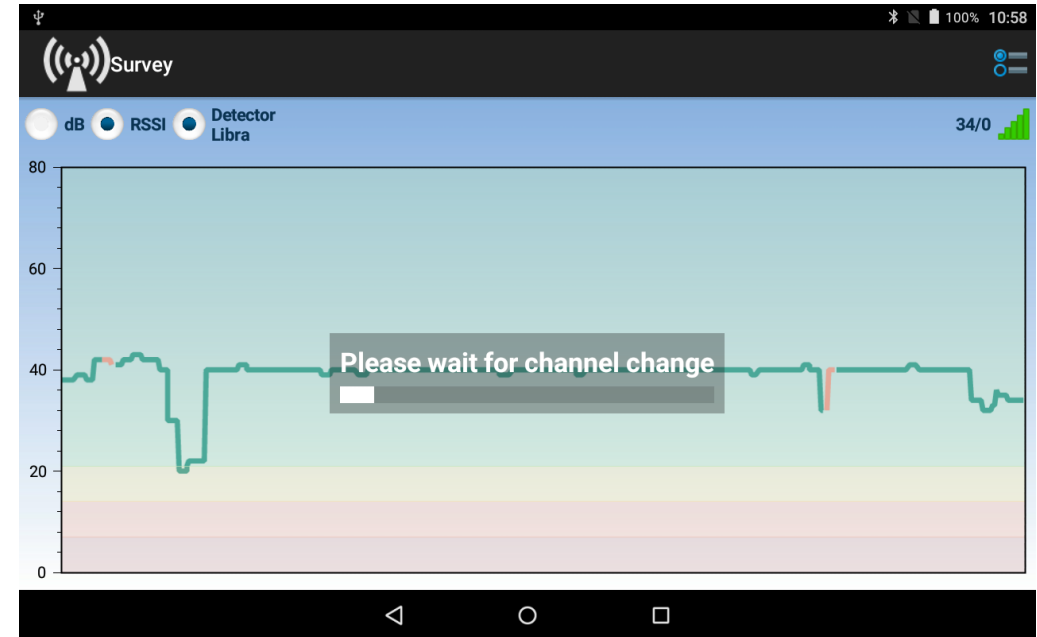 100% 10:58
Survey
dB RSSI Detector
Libra
34/0
80
60
40
20
0
Please wait for channel change